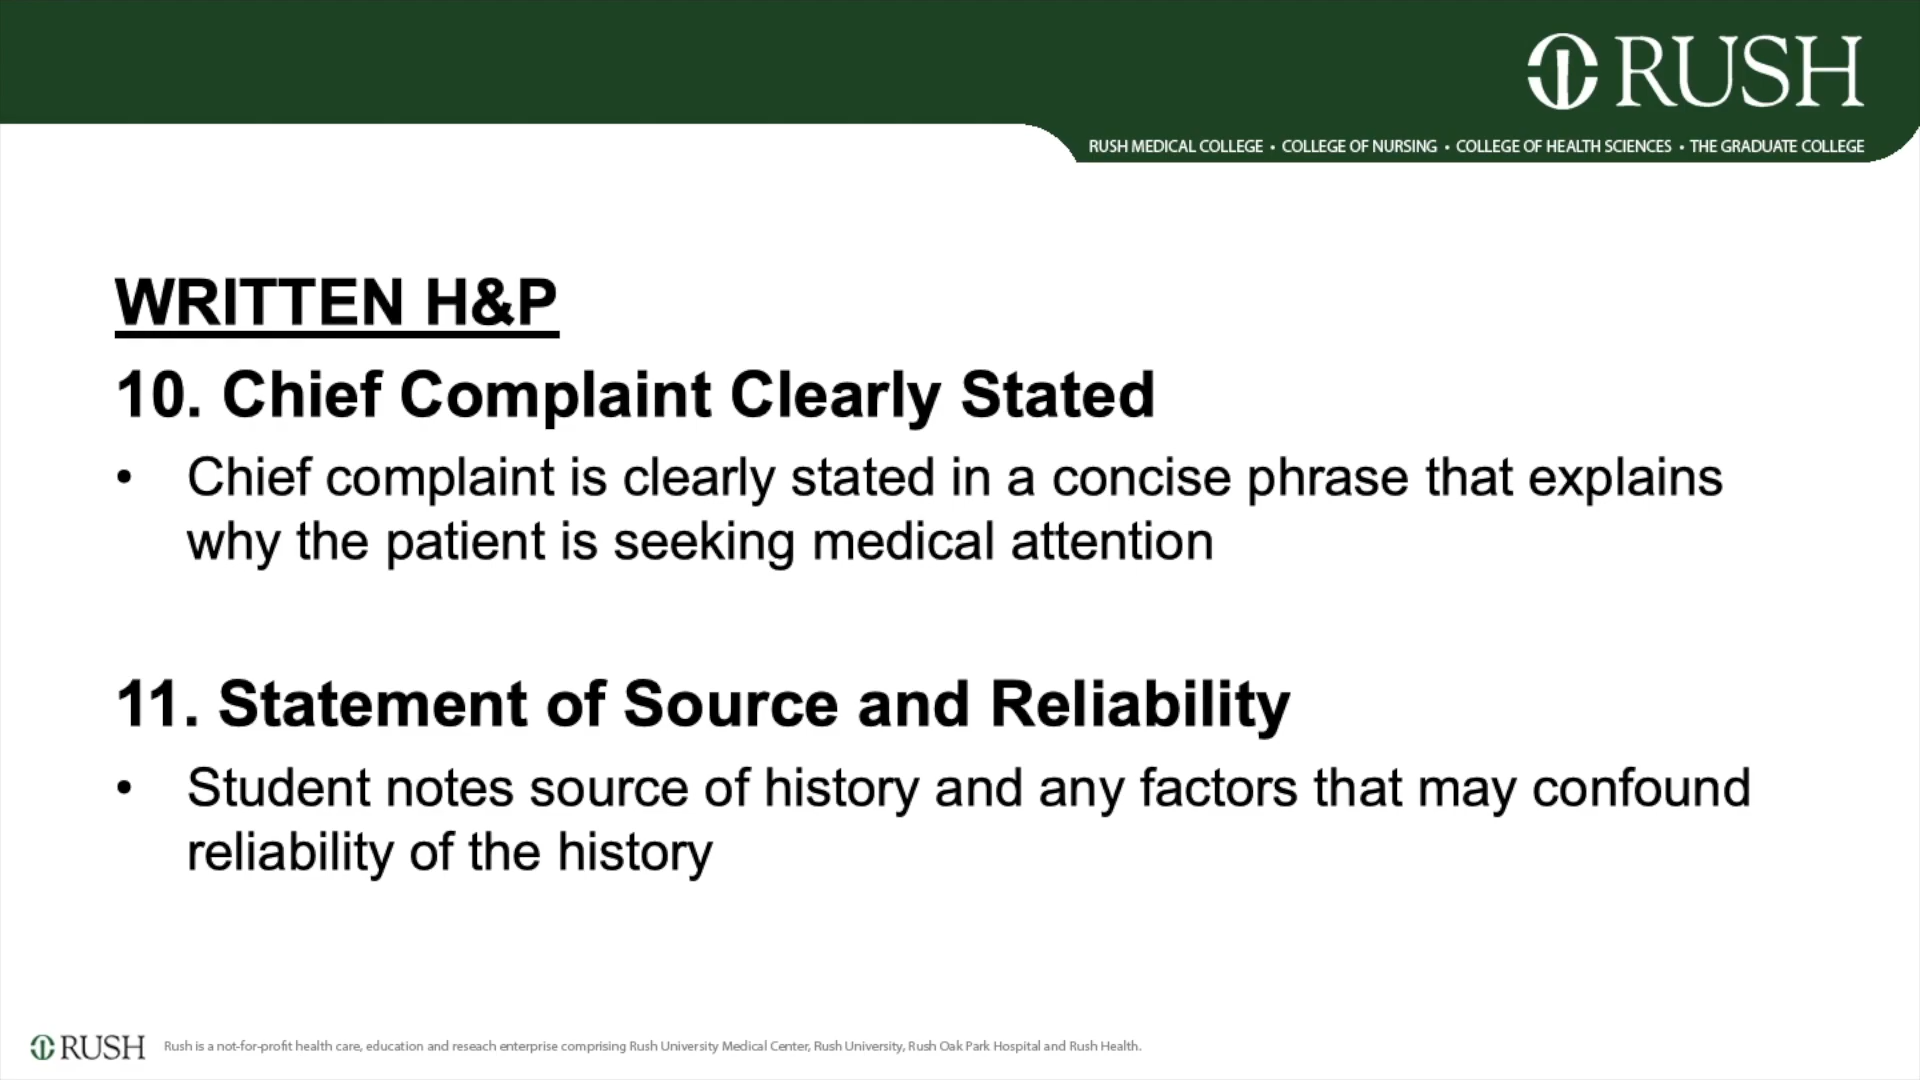 RUSH
RUSH MEDICAL COLLEGE • COLLEGE OF NURSING • COLLEGE OF HEALTH SCIENCES • THE GRADUATE COLLEGE
WRITTEN H&P
10. Chief Complaint Clearly Stated
• Chief complaint is clearly stated in a concise phrase that explains
why the patient is seeking medical attention
11. Statement of Source and Reliability
• Student notes source of history and any factors that may confound
reliability of the history
RUSH Rush is a not-for-profit health care, education and reseach enterprise comprising Rush University Medical Center, Rush University, Rush Oak Park Hospital and Rush Health.